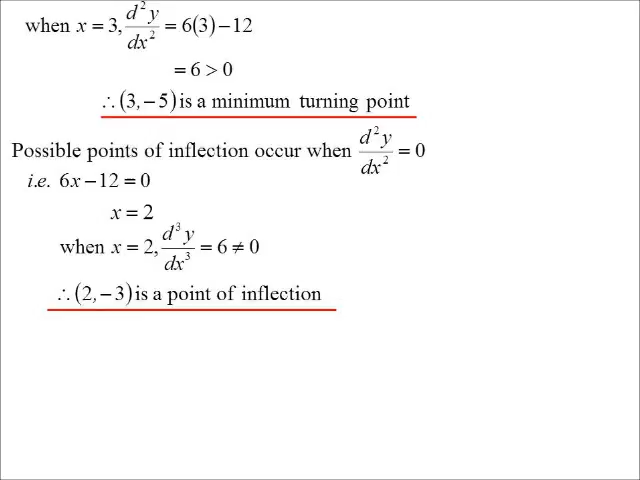 when x = 3, d²y/dx² = 6(3) − 12
= 6 > 0
∴ (3, −5) is a minimum turning point
Possible points of inflection occur when d²y/dx² = 0
i.e. 6x − 12 = 0
x = 2
when x = 2, d³y/dx³ = 6 ≠ 0
∴ (2, −3) is a point of inflection